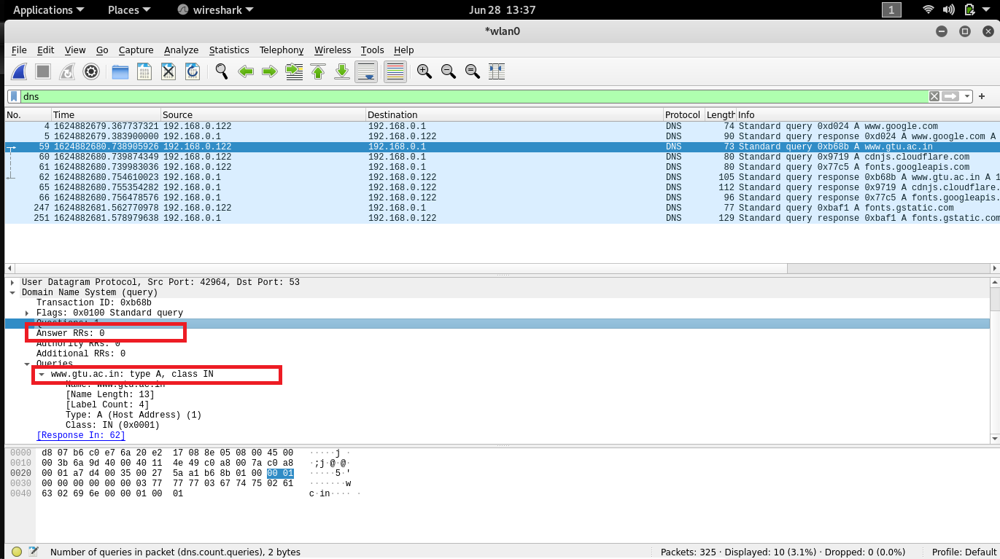 Applications Places wireshark Jun 28 13:37 1
*wlan0
File Edit View Go Capture Analyze Statistics Telephony Wireless Tools Help
dns
No. Time Source Destination Protocol Length Info
4 1624882679.367737321 192.168.0.122 192.168.0.1 DNS 74 Standard query 0xd024 A www.google.com
5 1624882679.383900000 192.168.0.1 192.168.0.122 DNS 90 Standard query response 0xd024 A www.google.com A
59 1624882680.738905926 192.168.0.122 192.168.0.1 DNS 73 Standard query 0xb68b A www.gtu.ac.in
60 1624882680.739874349 192.168.0.122 192.168.0.1 DNS 80 Standard query 0x9719 A cdnjs.cloudflare.com
61 1624882680.739983036 192.168.0.122 192.168.0.1 DNS 80 Standard query 0x77c5 A fonts.googleapis.com
62 1624882680.754610023 192.168.0.1 192.168.0.122 DNS 105 Standard query response 0xb68b A www.gtu.ac.in A 1
65 1624882680.755354282 192.168.0.1 192.168.0.122 DNS 112 Standard query response 0x9719 A cdnjs.cloudflare.
66 1624882680.756478576 192.168.0.1 192.168.0.122 DNS 96 Standard query response 0x77c5 A fonts.googleapis.
247 1624882681.562770978 192.168.0.122 192.168.0.1 DNS 77 Standard query 0xbaf1 A fonts.gstatic.com
251 1624882681.578979638 192.168.0.1 192.168.0.122 DNS 129 Standard query response 0xbaf1 A fonts.gstatic.com
User Datagram Protocol, Src Port: 42964, Dst Port: 53
Domain Name System (query)
Transaction ID: 0xb68b
Flags: 0x0100 Standard query
Questions: 1
Answer RRs: 0
Authority RRs: 0
Additional RRs: 0
Queries
www.gtu.ac.in: type A, class IN
Name: www.gtu.ac.in
[Name Length: 13]
[Label Count: 4]
Type: A (Host Address) (1)
Class: IN (0x0001)
[Response In: 62]
0000 d8 07 b6 c0 e7 6a 20 e2 17 08 8e 05 08 00 45 00 ·····j ·
0010 00 3b 6a 9d 40 00 40 11 4e 49 c0 a8 00 7a c0 a8 ·;j·@·@·
0020 00 01 a7 d4 00 35 00 27 5a a1 b6 8b 01 00 00 01 ·····5·'
0030 00 00 00 00 00 00 03 77 77 77 03 67 74 75 02 61 ·······w
0040 63 02 69 6e 00 00 01 00 01 c·in···· ·
Number of queries in packet (dns.count.queries), 2 bytes Packets: 325 · Displayed: 10 (3.1%) · Dropped: 0 (0.0%) Profile: Default